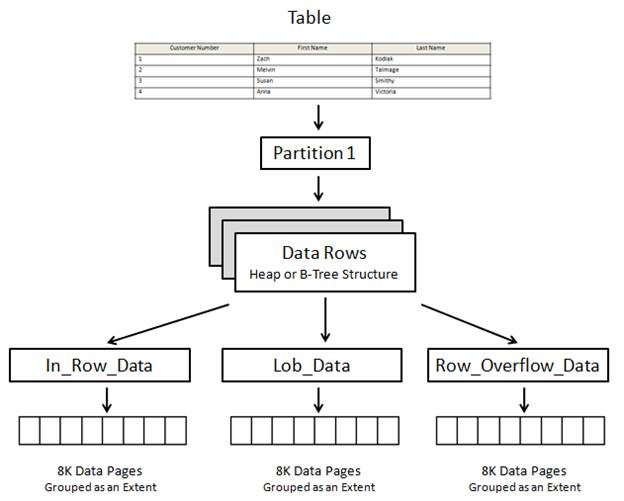 Table
Customer Number First Name Last Name
1 Zach Kodiak
2 Melvin Talmage
3 Susan Smithy
4 Anna Victoria
Partition 1
Data Rows
Heap or B-Tree Structure
In_Row_Data Lob_Data Row_Overflow_Data
8K Data Pages 8K Data Pages 8K Data Pages
Grouped as an Extent Grouped as an Extent Grouped as an Extent